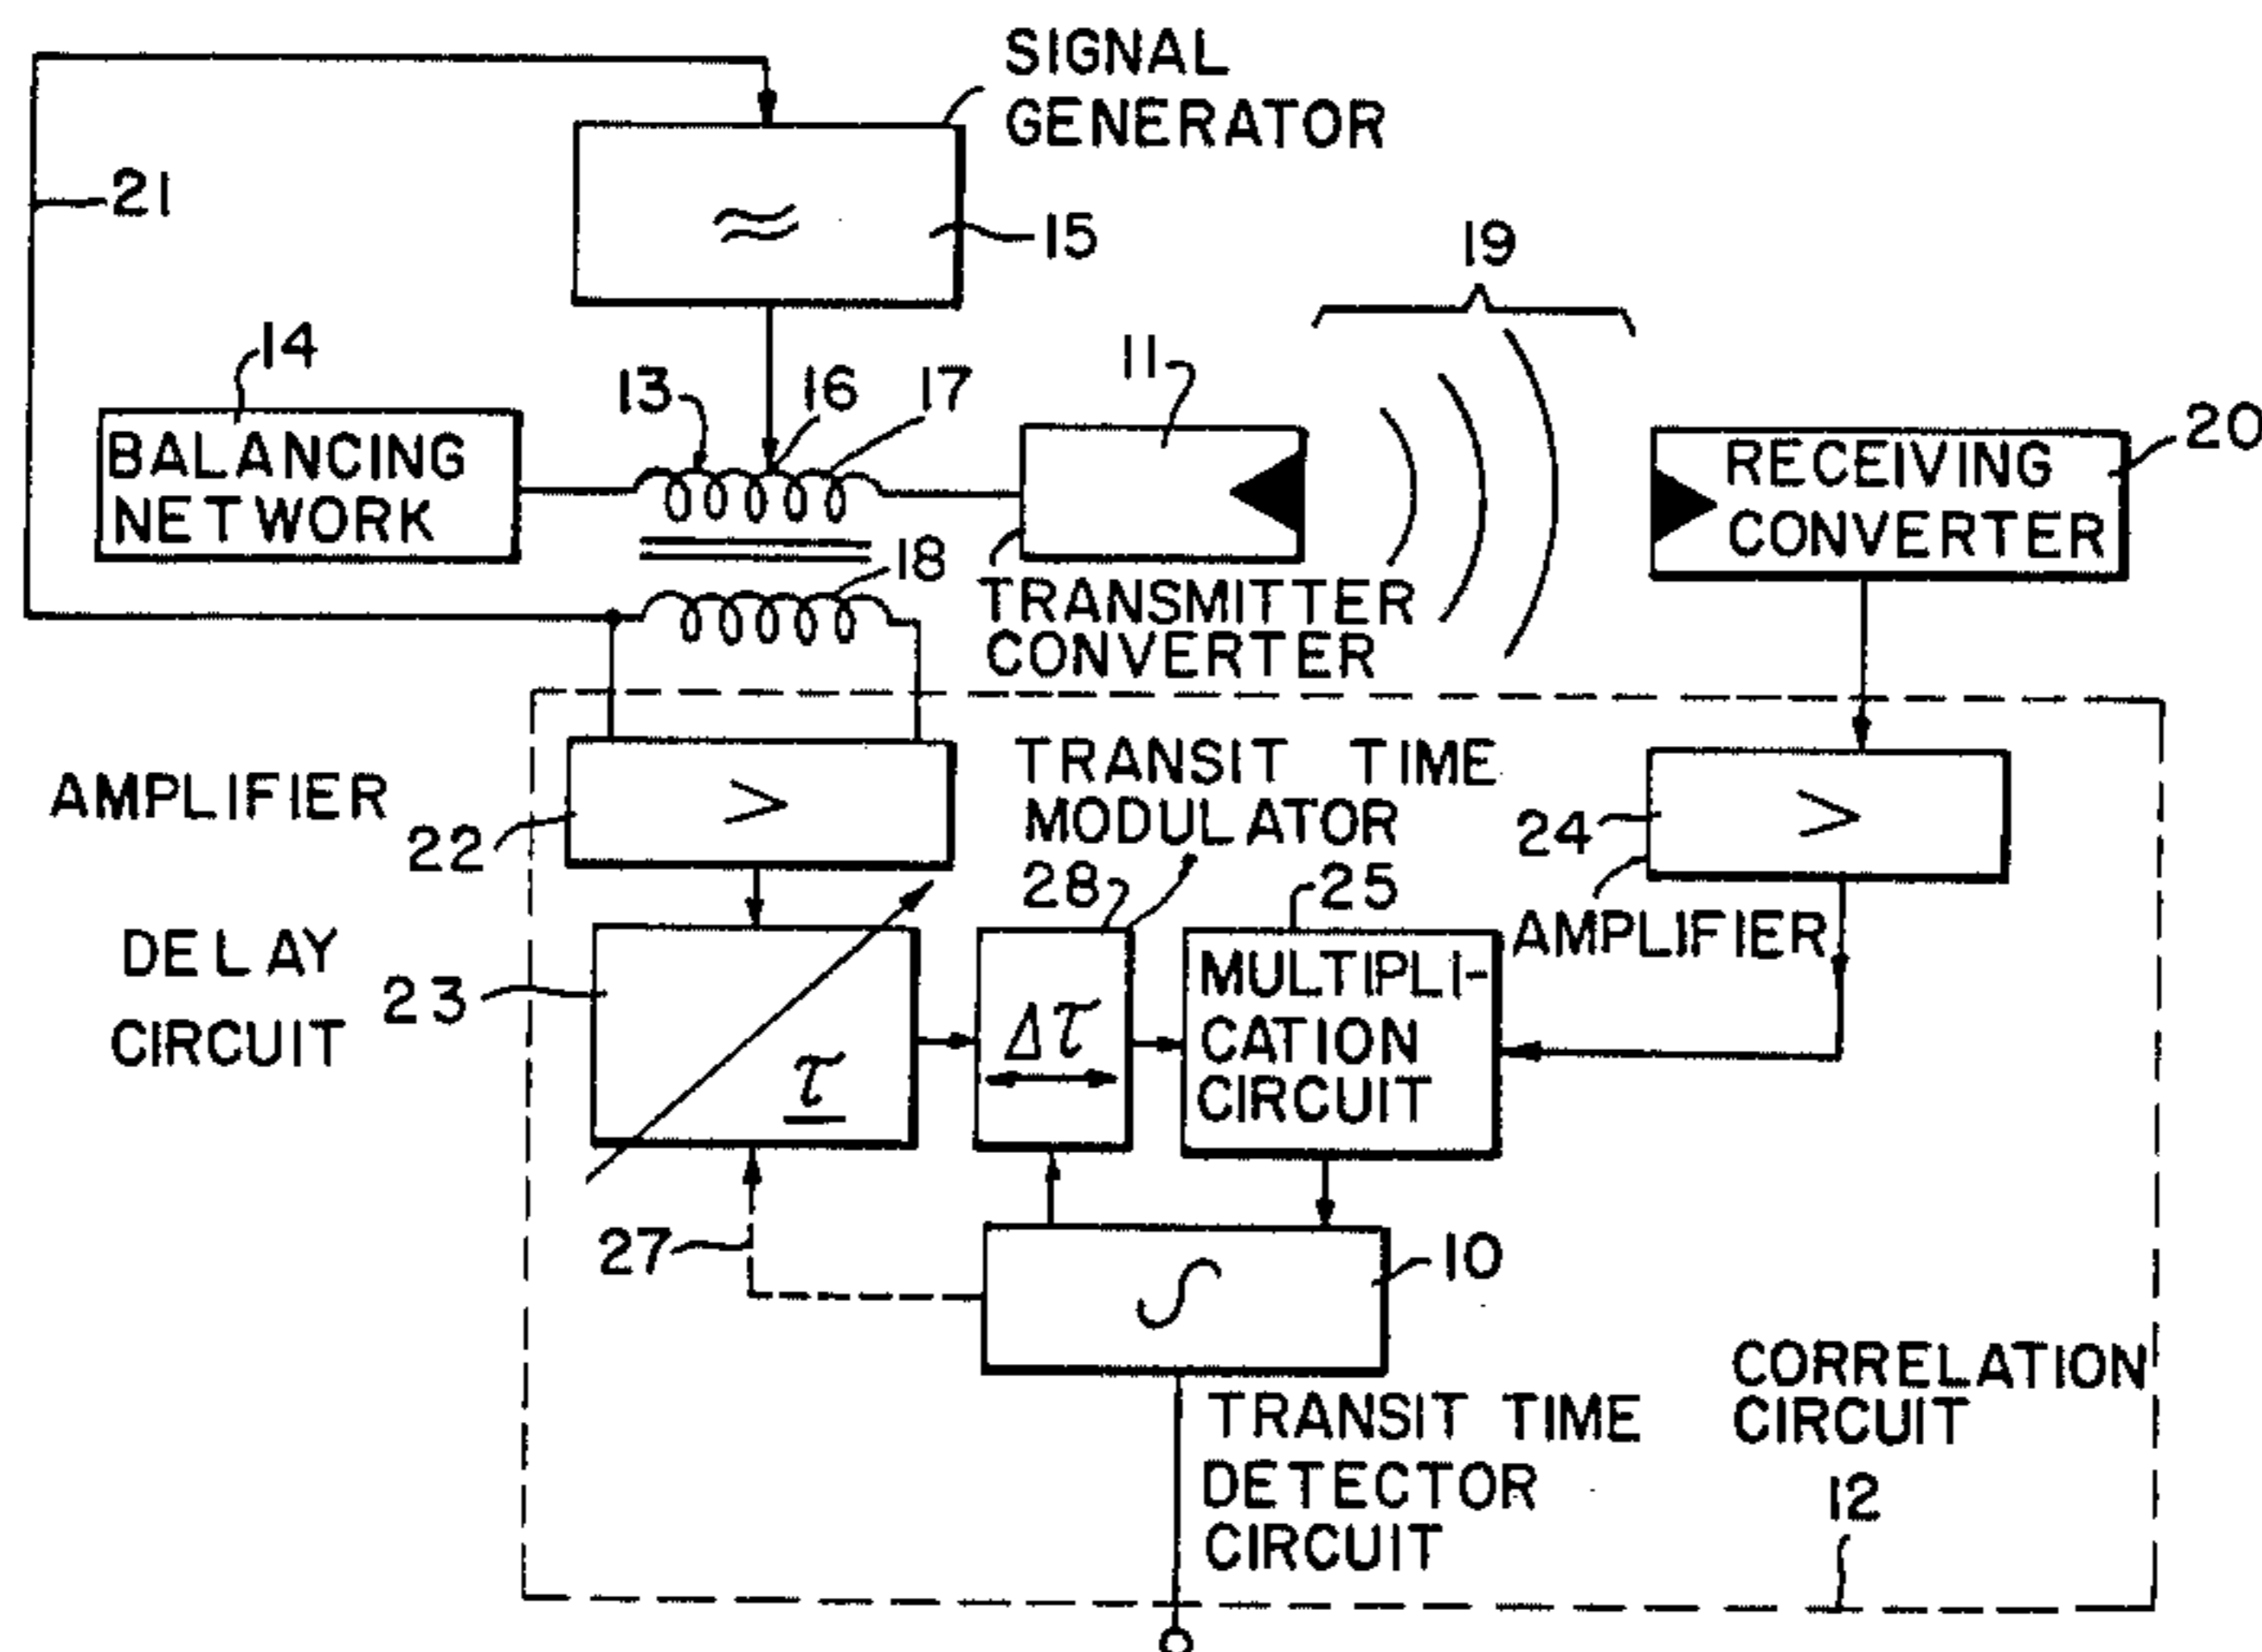 SIGNAL
GENERATOR
21
15
19
14
13
16
17
11
20
BALANCING
NETWORK
RECEIVING
CONVERTER
18
TRANSMITTER
CONVERTER
AMPLIFIER
22
>
TRANSIT TIME
MODULATOR
28
25
24
>
AMPLIFIER
DELAY
CIRCUIT
23
τ
Δτ
MULTIPLI-
CATION
CIRCUIT
27
10
∫
TRANSIT TIME
DETECTOR
CIRCUIT
CORRELATION
CIRCUIT
12